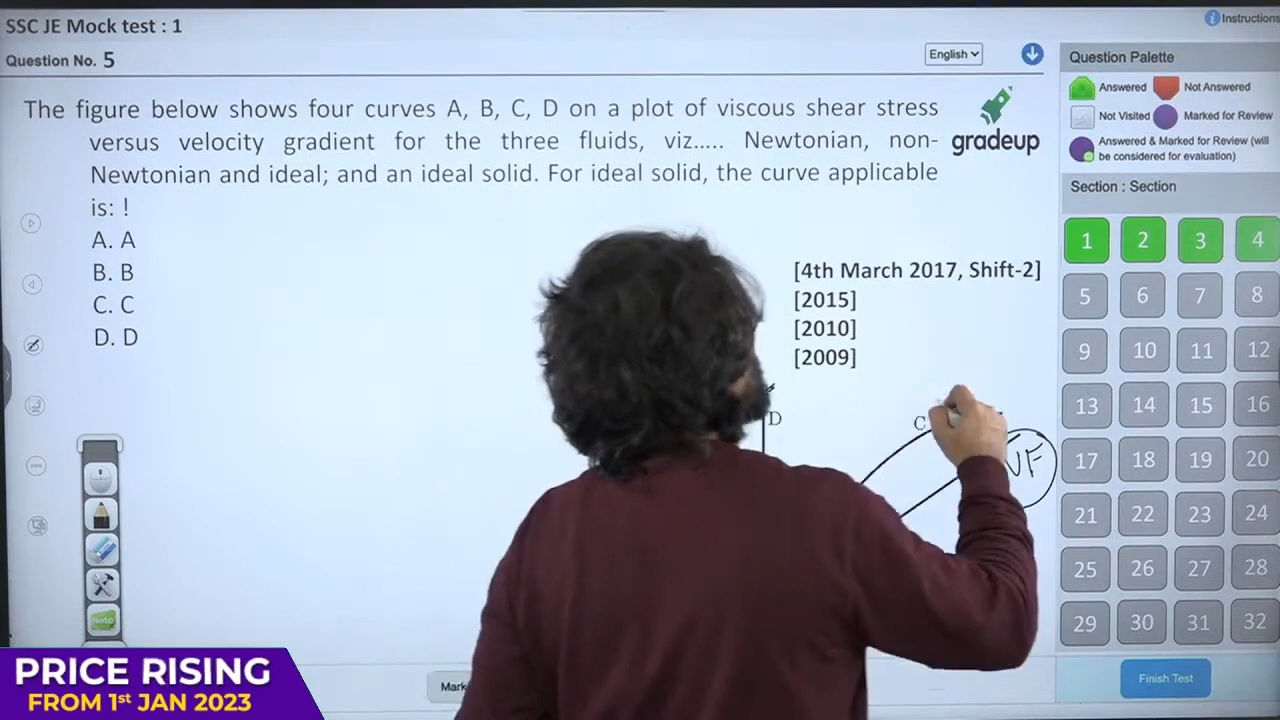 SSC JE Mock test : 1
Instructions
Question No. 5
English
Question Palette
The figure below shows four curves A, B, C, D on a plot of viscous shear stress
versus velocity gradient for the three fluids, viz..... Newtonian, non-
Newtonian and ideal; and an ideal solid. For ideal solid, the curve applicable
is: !
A. A
B. B
C. C
D. D
gradeup
Answered
Not Answered
Not Visited
Marked for Review
Answered & Marked for Review (will
be considered for evaluation)
Section : Section
[4th March 2017, Shift-2]
[2015]
[2010]
[2009]
D
C
1 2 3 4
5 6 7 8
9 10 11 12
13 14 15 16
17 18 19 20
21 22 23 24
25 26 27 28
29 30 31 32
Note
Finish Test
PRICE RISING
FROM 1st JAN 2023